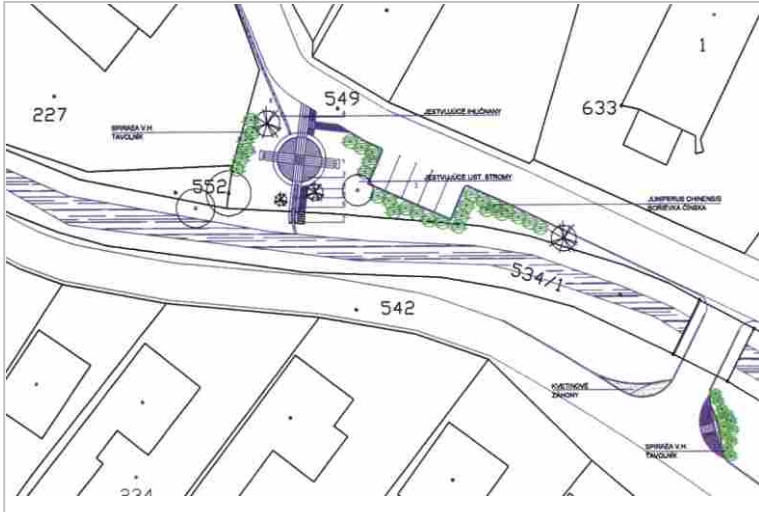 1
549
633
227
JESTVUJÚCE IHLIČNANY
SPIRAEA V.H.
TAVOLNÍK
552
JESTVUJÚCE LIST. STROMY
JUNIPERUS CHINENSIS
BORIEVKA ČÍNSKA
534/1
542
KVETINOVÉ
ZÁHONY
SPIRAEA V.H.
TAVOLNÍK